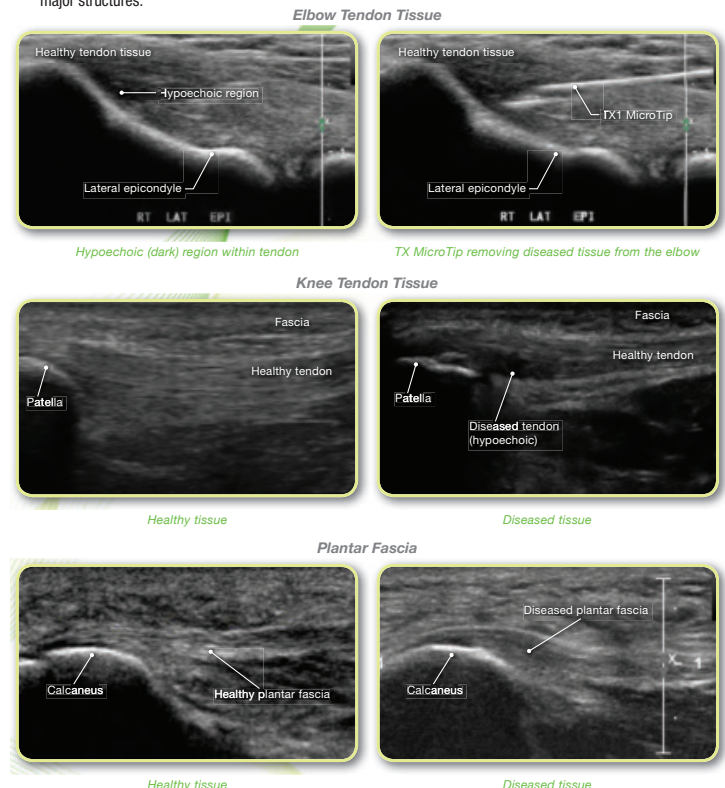 major structures.
Elbow Tendon Tissue
Healthy tendon tissue
Hypoechoic region
Lateral epicondyle
RT LAT EPI
Healthy tendon tissue
TX1 MicroTip
Lateral epicondyle
RT LAT EPI
Hypoechoic (dark) region within tendon
TX MicroTip removing diseased tissue from the elbow
Knee Tendon Tissue
Fascia
Healthy tendon
Patella
Fascia
Healthy tendon
Patella
Diseased tendon
(hypoechoic)
Healthy tissue
Diseased tissue
Plantar Fascia
Calcaneus
Healthy plantar fascia
Diseased plantar fascia
Calcaneus
X
1
Healthy tissue
Diseased tissue